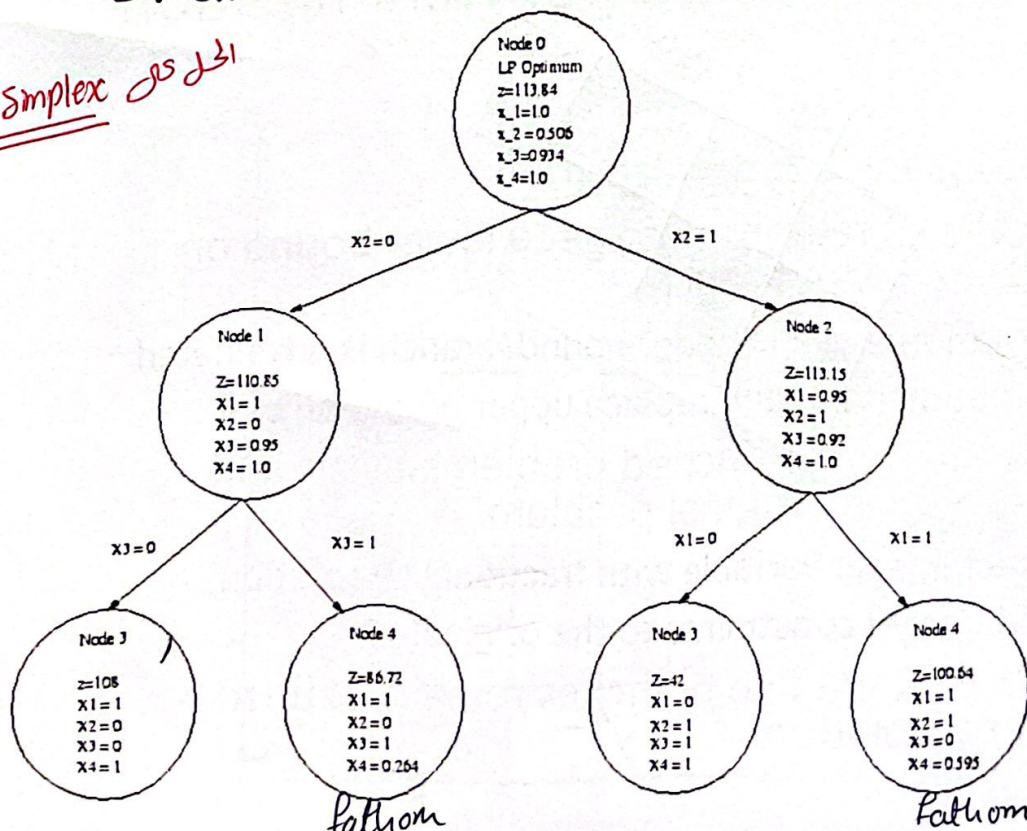 Simplex
Node 0
LP Optimum
z=113.84
x_1=1.0
x_2=0.506
x_3=0.934
x_4=1.0
X2=0
X2=1
Node 1
Z=110.85
X1=1
X2=0
X3=0.95
X4=1.0
Node 2
Z=113.15
X1=0.95
X2=1
X3=0.92
X4=1.0
X3=0
X3=1
X1=0
X1=1
Node 3
z=108
X1=1
X2=0
X3=0
X4=1
Node 4
Z=86.72
X1=1
X2=0
X3=1
X4=0.264
fathom
Node 3
Z=42
X1=0
X2=1
X3=1
X4=1
Node 4
Z=100.64
X1=1
X2=1
X3=0
X4=0.595
Fathom